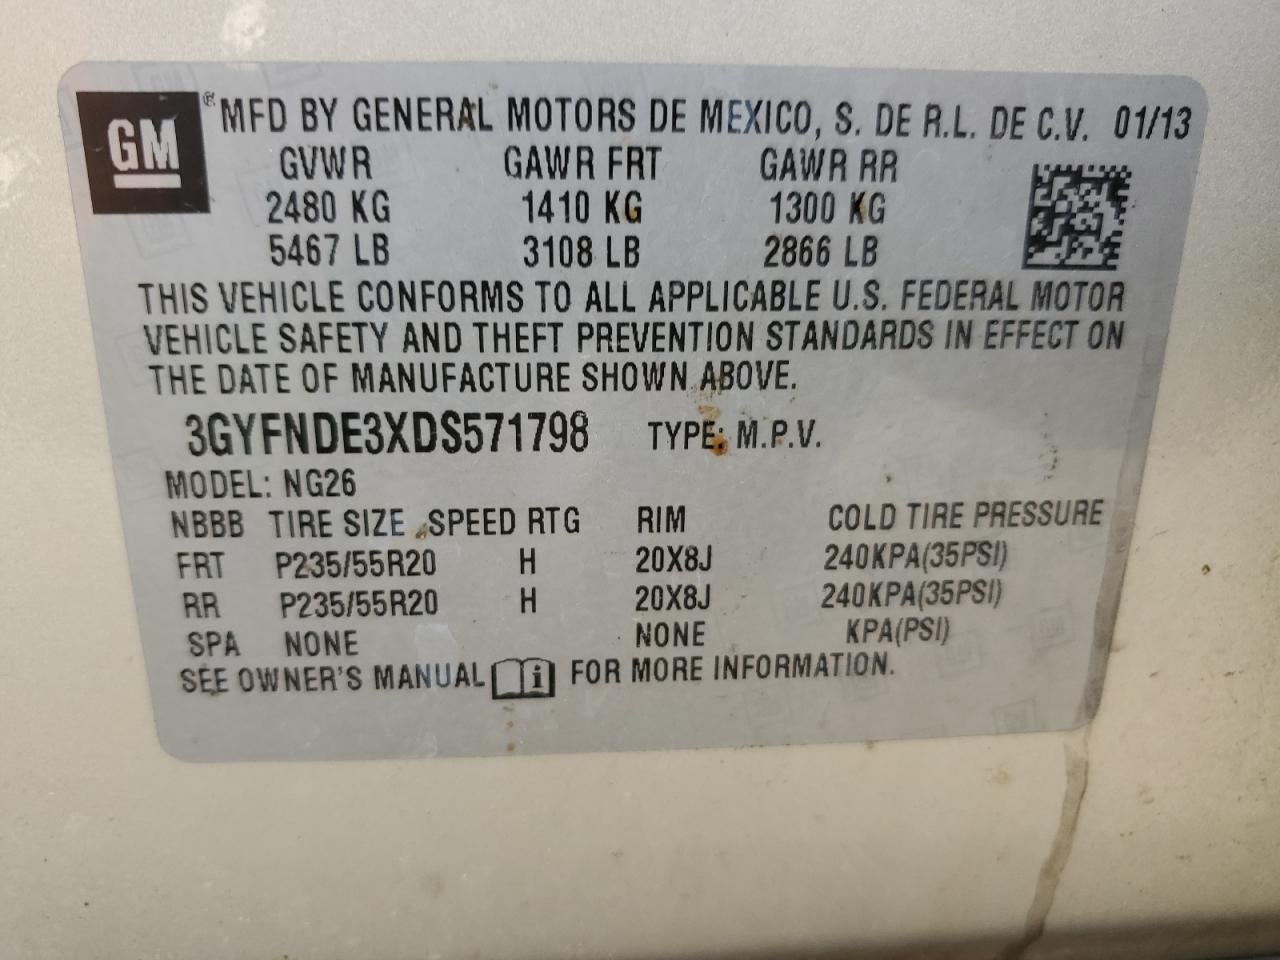 GM ® MFD BY GENERAL MOTORS DE MEXICO, S. DE R.L. DE C.V. 01/13
GVWR GAWR FRT GAWR RR
2480 KG 1410 KG 1300 KG
5467 LB 3108 LB 2866 LB
THIS VEHICLE CONFORMS TO ALL APPLICABLE U.S. FEDERAL MOTOR
VEHICLE SAFETY AND THEFT PREVENTION STANDARDS IN EFFECT ON
THE DATE OF MANUFACTURE SHOWN ABOVE.
3GYFNDE3XDS571798 TYPE: M.P.V.
MODEL: NG26
NBBB TIRE SIZE SPEED RTG RIM COLD TIRE PRESSURE
FRT P235/55R20 H 20X8J 240KPA(35PSI)
RR P235/55R20 H 20X8J 240KPA(35PSI)
SPA NONE NONE KPA(PSI)
SEE OWNER'S MANUAL i FOR MORE INFORMATION.